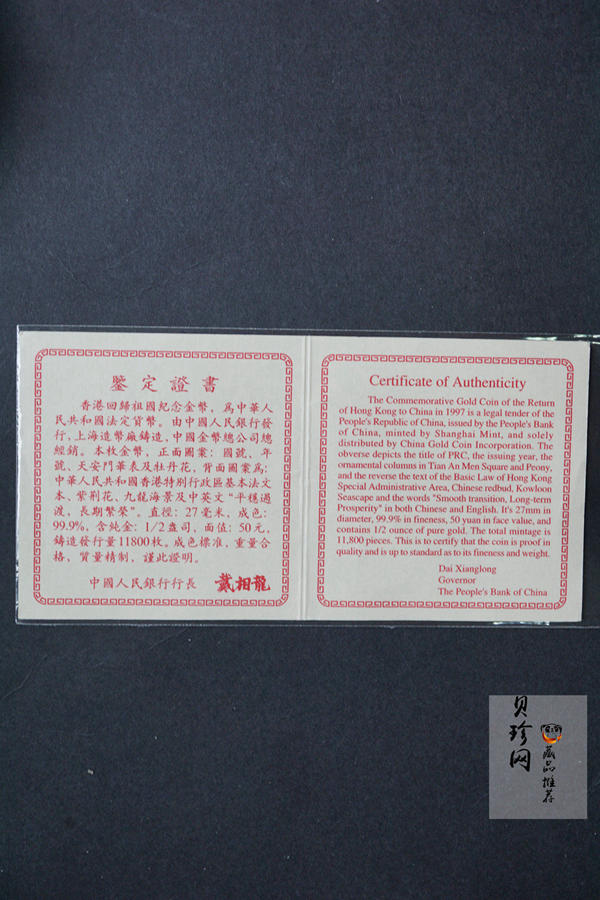 鑒定證書
香港回歸祖國紀念金幣，爲中華人
民共和國法定貨幣。由中國人民銀行發
行，上海造幣廠鑄造，中國金幣總公司總
經銷。本枚金幣，正面圖案：國號、年
號、天安門華表及牡丹花，背面圖案爲：
中華人民共和國香港特别行政區基本法文
本、紫荆花、九龍海景及中英文“平穩過
渡，長期繁榮”。直徑：27毫米，成色：
99.9%，含純金：1/2盎司，面值：50元，
鑄造發行量11800枚。成色標准，重量合
格，質量精制，謹此證明。
中國人民銀行行長 戴相龍
Certificate of Authenticity
The Commemorative Gold Coin of the Return
of Hong Kong to China in 1997 is a legal tender of the
People's Republic of China, issued by the People's Bank
of China, minted by Shanghai Mint, and solely
distributed by China Gold Coin Incorporation. The
obverse depicts the title of PRC, the issuing year, the
ornamental columns in Tian An Men Square and Peony,
and the reverse the text of the Basic Law of Hong Kong
Special Administrative Area, Chinese redbud, Kowloon
Seascape and the words "Smooth transition, Long-term
Prosperity" in both Chinese and English. It's 27mm in
diameter, 99.9% in fineness, 50 yuan in face value, and
contains 1/2 ounce of pure gold. The total mintage is
11,800 pieces. This is to certify that the coin is proof in
quality and is up to standard as to its fineness and weight.
Dai Xianglong
Governor
The People's Bank of China
贝珍网
藏品推荐